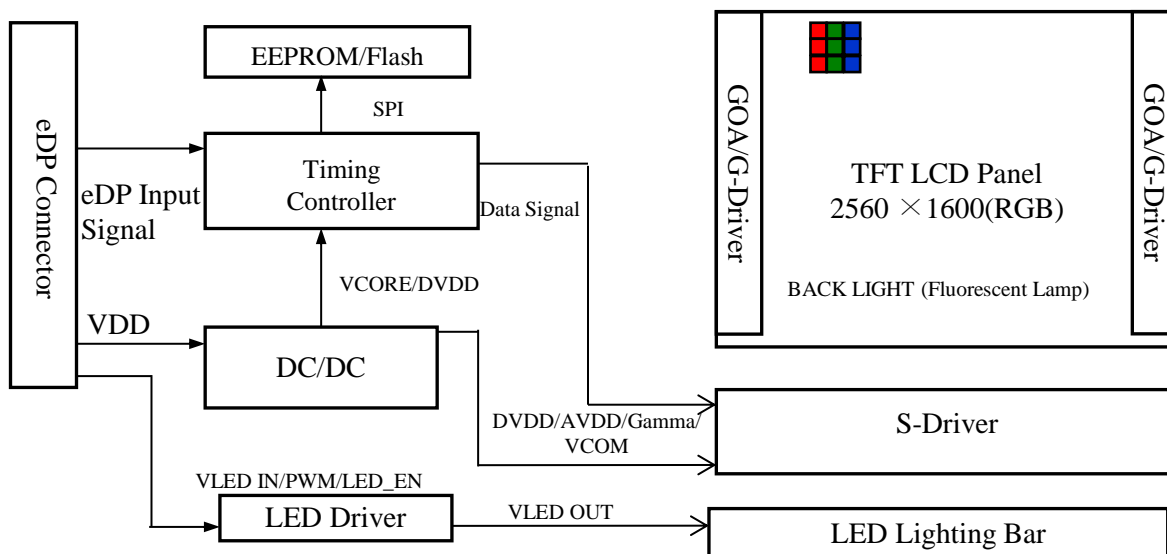 eDP Connector
EEPROM/Flash
SPI
Timing
Controller
eDP Input
Signal
Data Signal
VCORE/DVDD
VDD
DC/DC
DVDD/AVDD/Gamma/
VCOM
VLED IN/PWM/LED_EN
LED Driver
VLED OUT
GOA/G-Driver
TFT LCD Panel
2560 ×1600(RGB)
BACK LIGHT (Fluorescent Lamp)
GOA/G-Driver
S-Driver
LED Lighting Bar